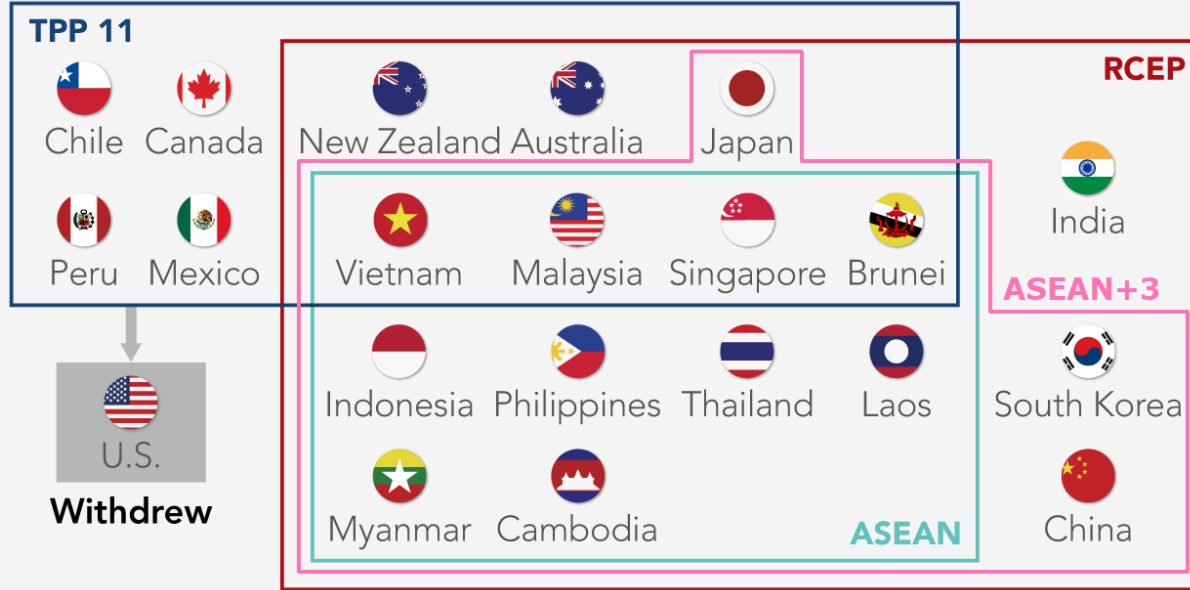 TPP 11
RCEP
Chile Canada New Zealand Australia Japan
India
Peru Mexico Vietnam Malaysia Singapore Brunei
ASEAN+3
Indonesia Philippines Thailand Laos South Korea
U.S.
Withdrew
Myanmar Cambodia ASEAN China